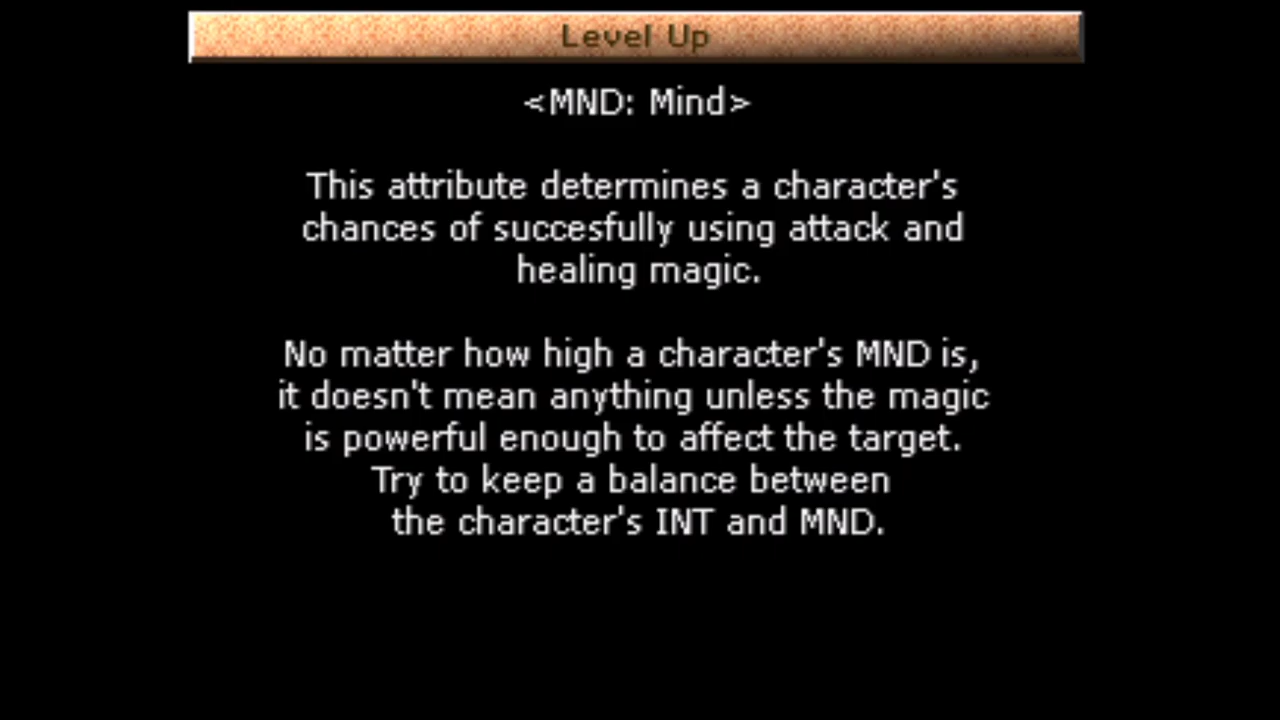 Level Up
<MND: Mind>
This attribute determines a character's
chances of succesfully using attack and
healing magic.
No matter how high a character's MND is,
it doesn't mean anything unless the magic
is powerful enough to affect the target.
Try to keep a balance between
the character's INT and MND.